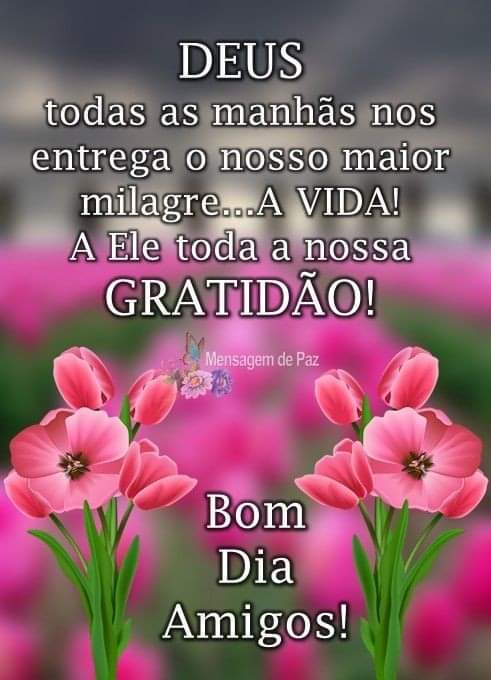 DEUS
todas as manhãs nos
entrega o nosso maior
milagre...A VIDA!
A Ele toda a nossa
GRATIDÃO!
Mensagem de Paz
Bom
Dia
Amigos!